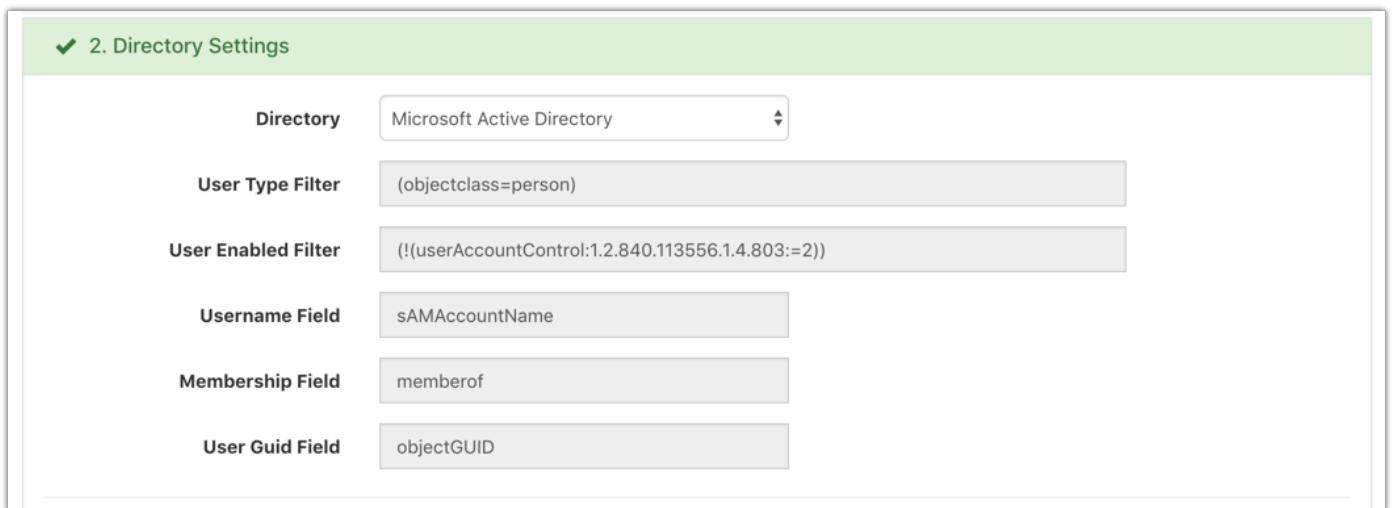 2. Directory Settings
Directory Microsoft Active Directory
User Type Filter (objectclass=person)
User Enabled Filter (!(userAccountControl:1.2.840.113556.1.4.803:=2))
Username Field sAMAccountName
Membership Field memberof
User Guid Field objectGUID